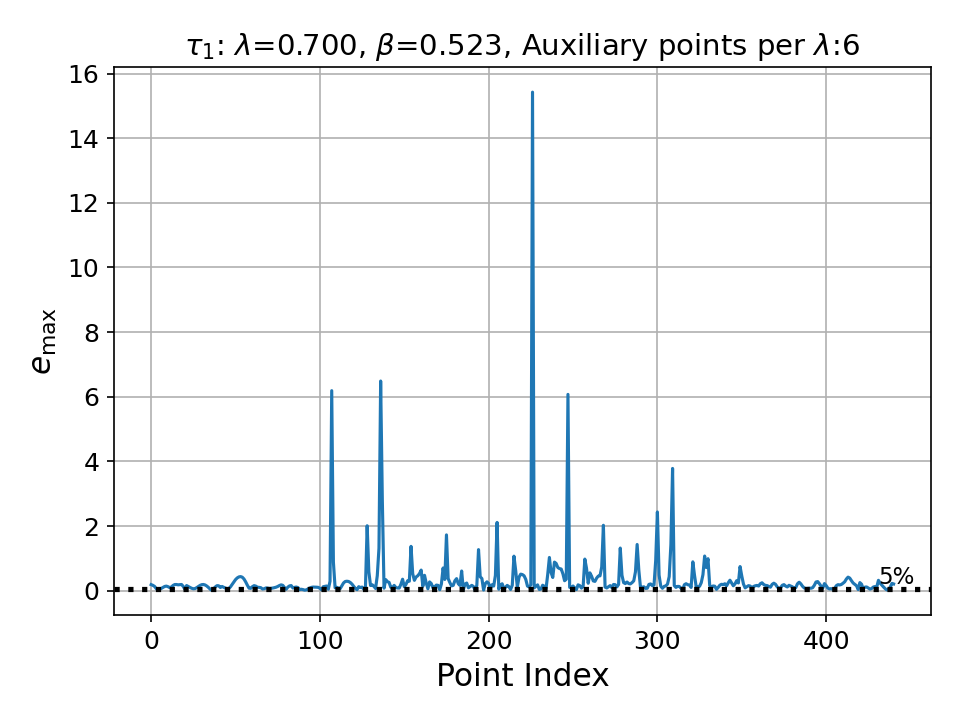 τ₁: λ=0.700, β=0.523, Auxiliary points per λ:6
16
14
12
10
8
6
4
2
0
e_max
5%
0 100 200 300 400
Point Index